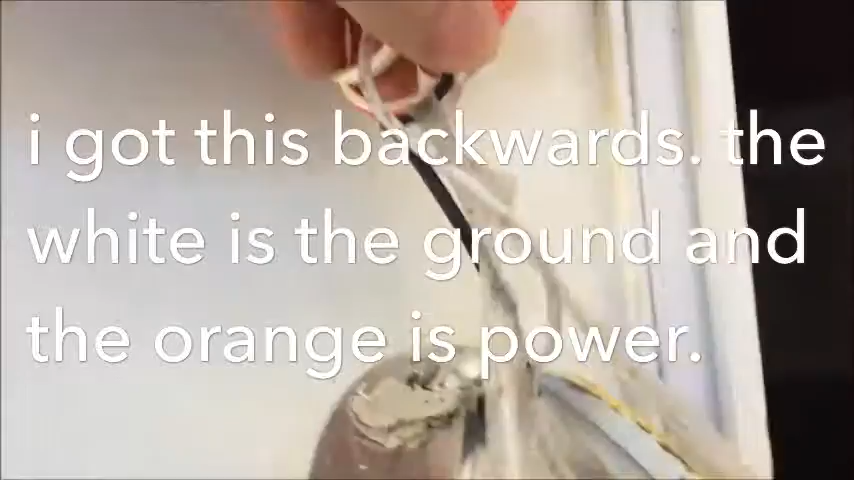 i got this backwards. the
white is the ground and
the orange is power.